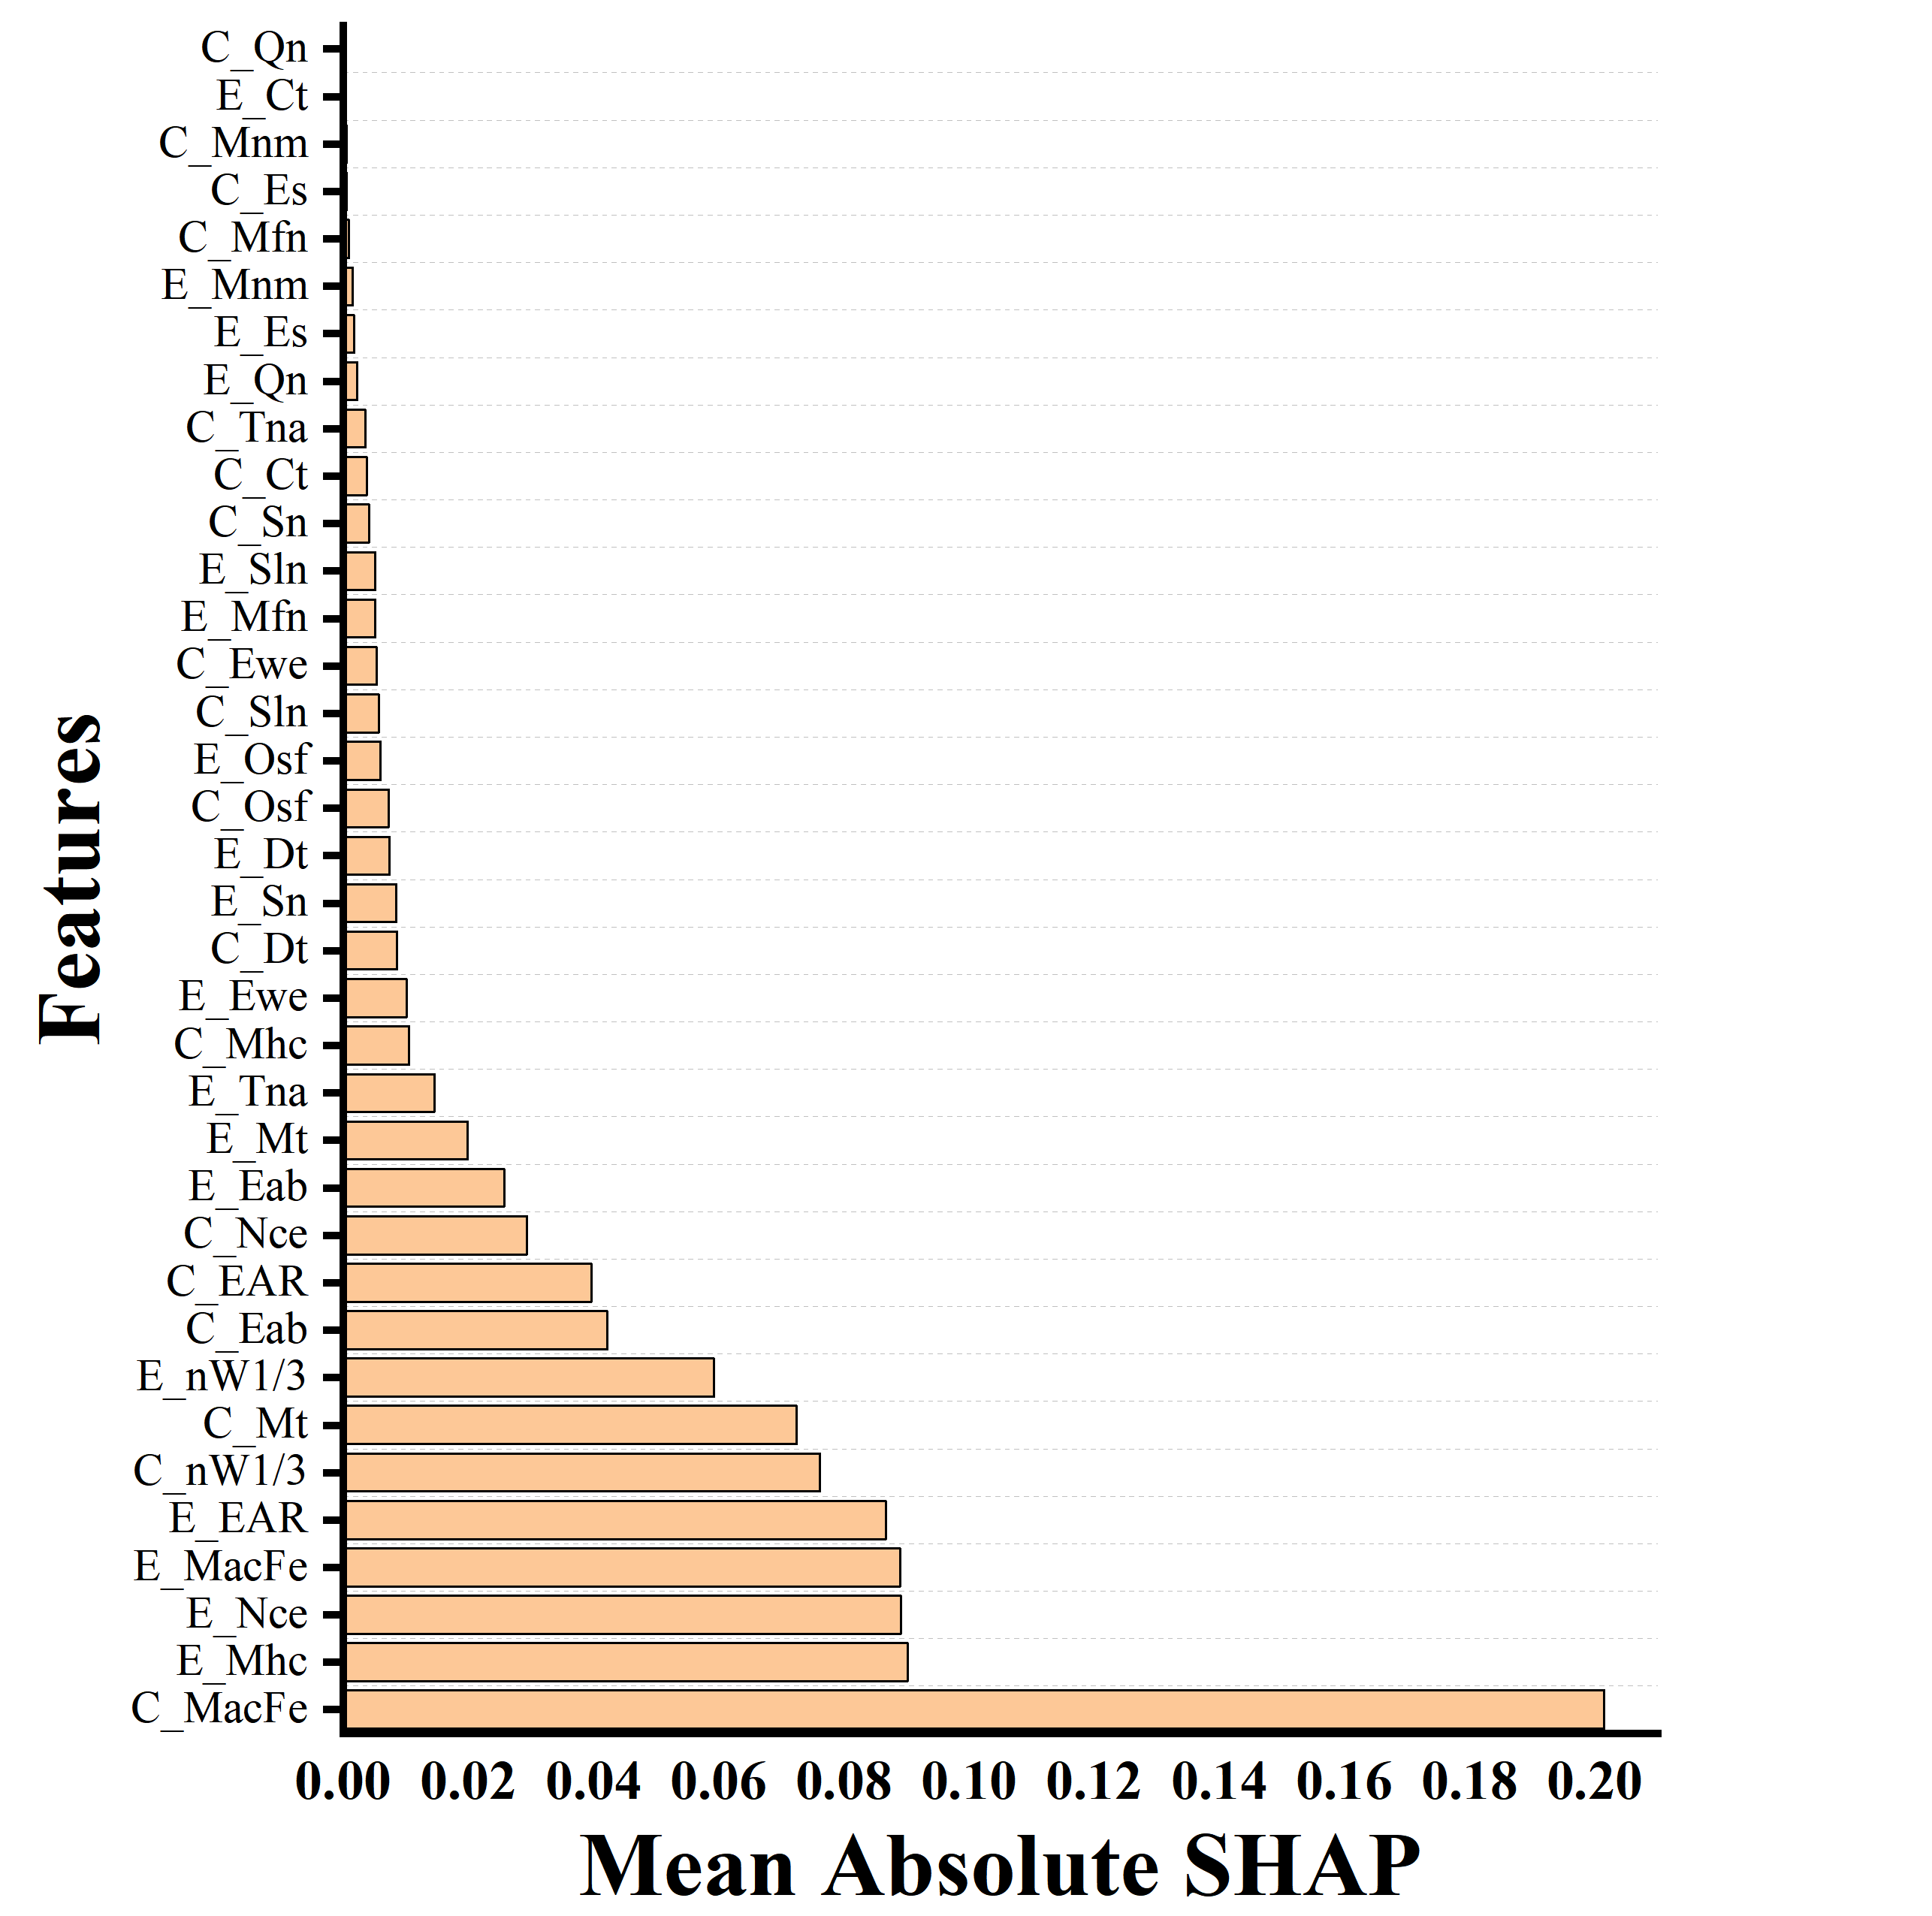 C_Qn
E_Ct
C_Mnm
C_Es
C_Mfn
E_Mnm
E_Es
E_Qn
C_Tna
C_Ct
C_Sn
E_Sln
E_Mfn
C_Ewe
C_Sln
E_Osf
C_Osf
E_Dt
E_Sn
C_Dt
E_Ewe
C_Mhc
E_Tna
E_Mt
E_Eab
C_Nce
C_EAR
C_Eab
E_nW1/3
C_Mt
C_nW1/3
E_EAR
E_MacFe
E_Nce
E_Mhc
C_MacFe
Features
0.00 0.02 0.04 0.06 0.08 0.10 0.12 0.14 0.16 0.18 0.20
Mean Absolute SHAP